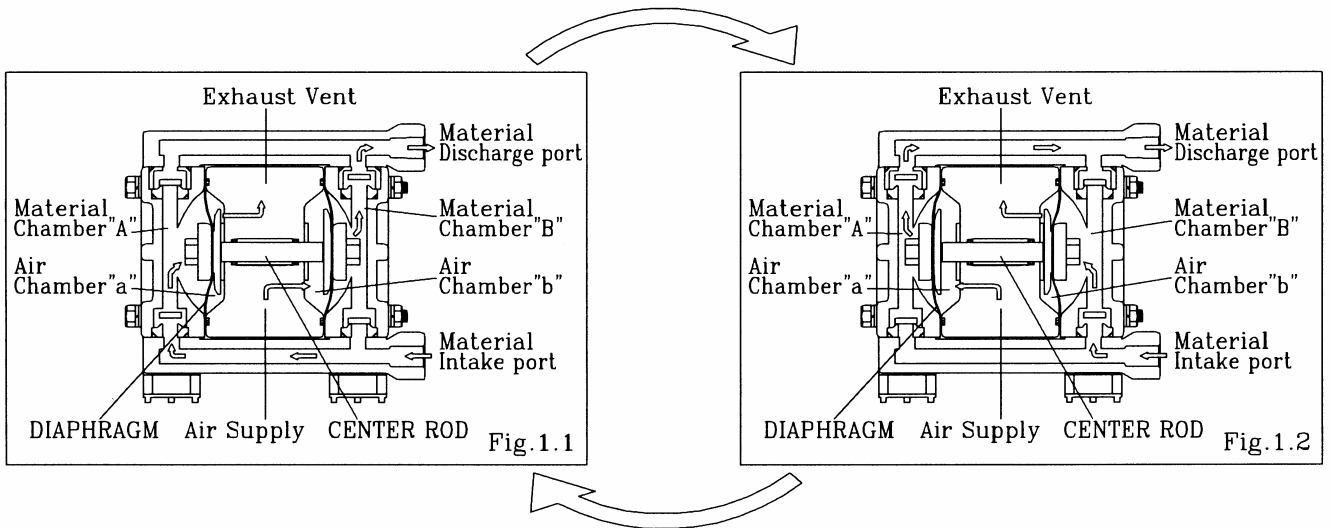 Exhaust Vent
Material
Discharge port
Material
Chamber"A"
Material
Chamber"B"
Air
Chamber"a"
Air
Chamber"b"
Material
Intake port
DIAPHRAGM
Air Supply
CENTER ROD
Fig.1.1
Exhaust Vent
Material
Discharge port
Material
Chamber"A"
Material
Chamber"B"
Air
Chamber"a"
Air
Chamber"b"
Material
Intake port
DIAPHRAGM
Air Supply
CENTER ROD
Fig.1.2